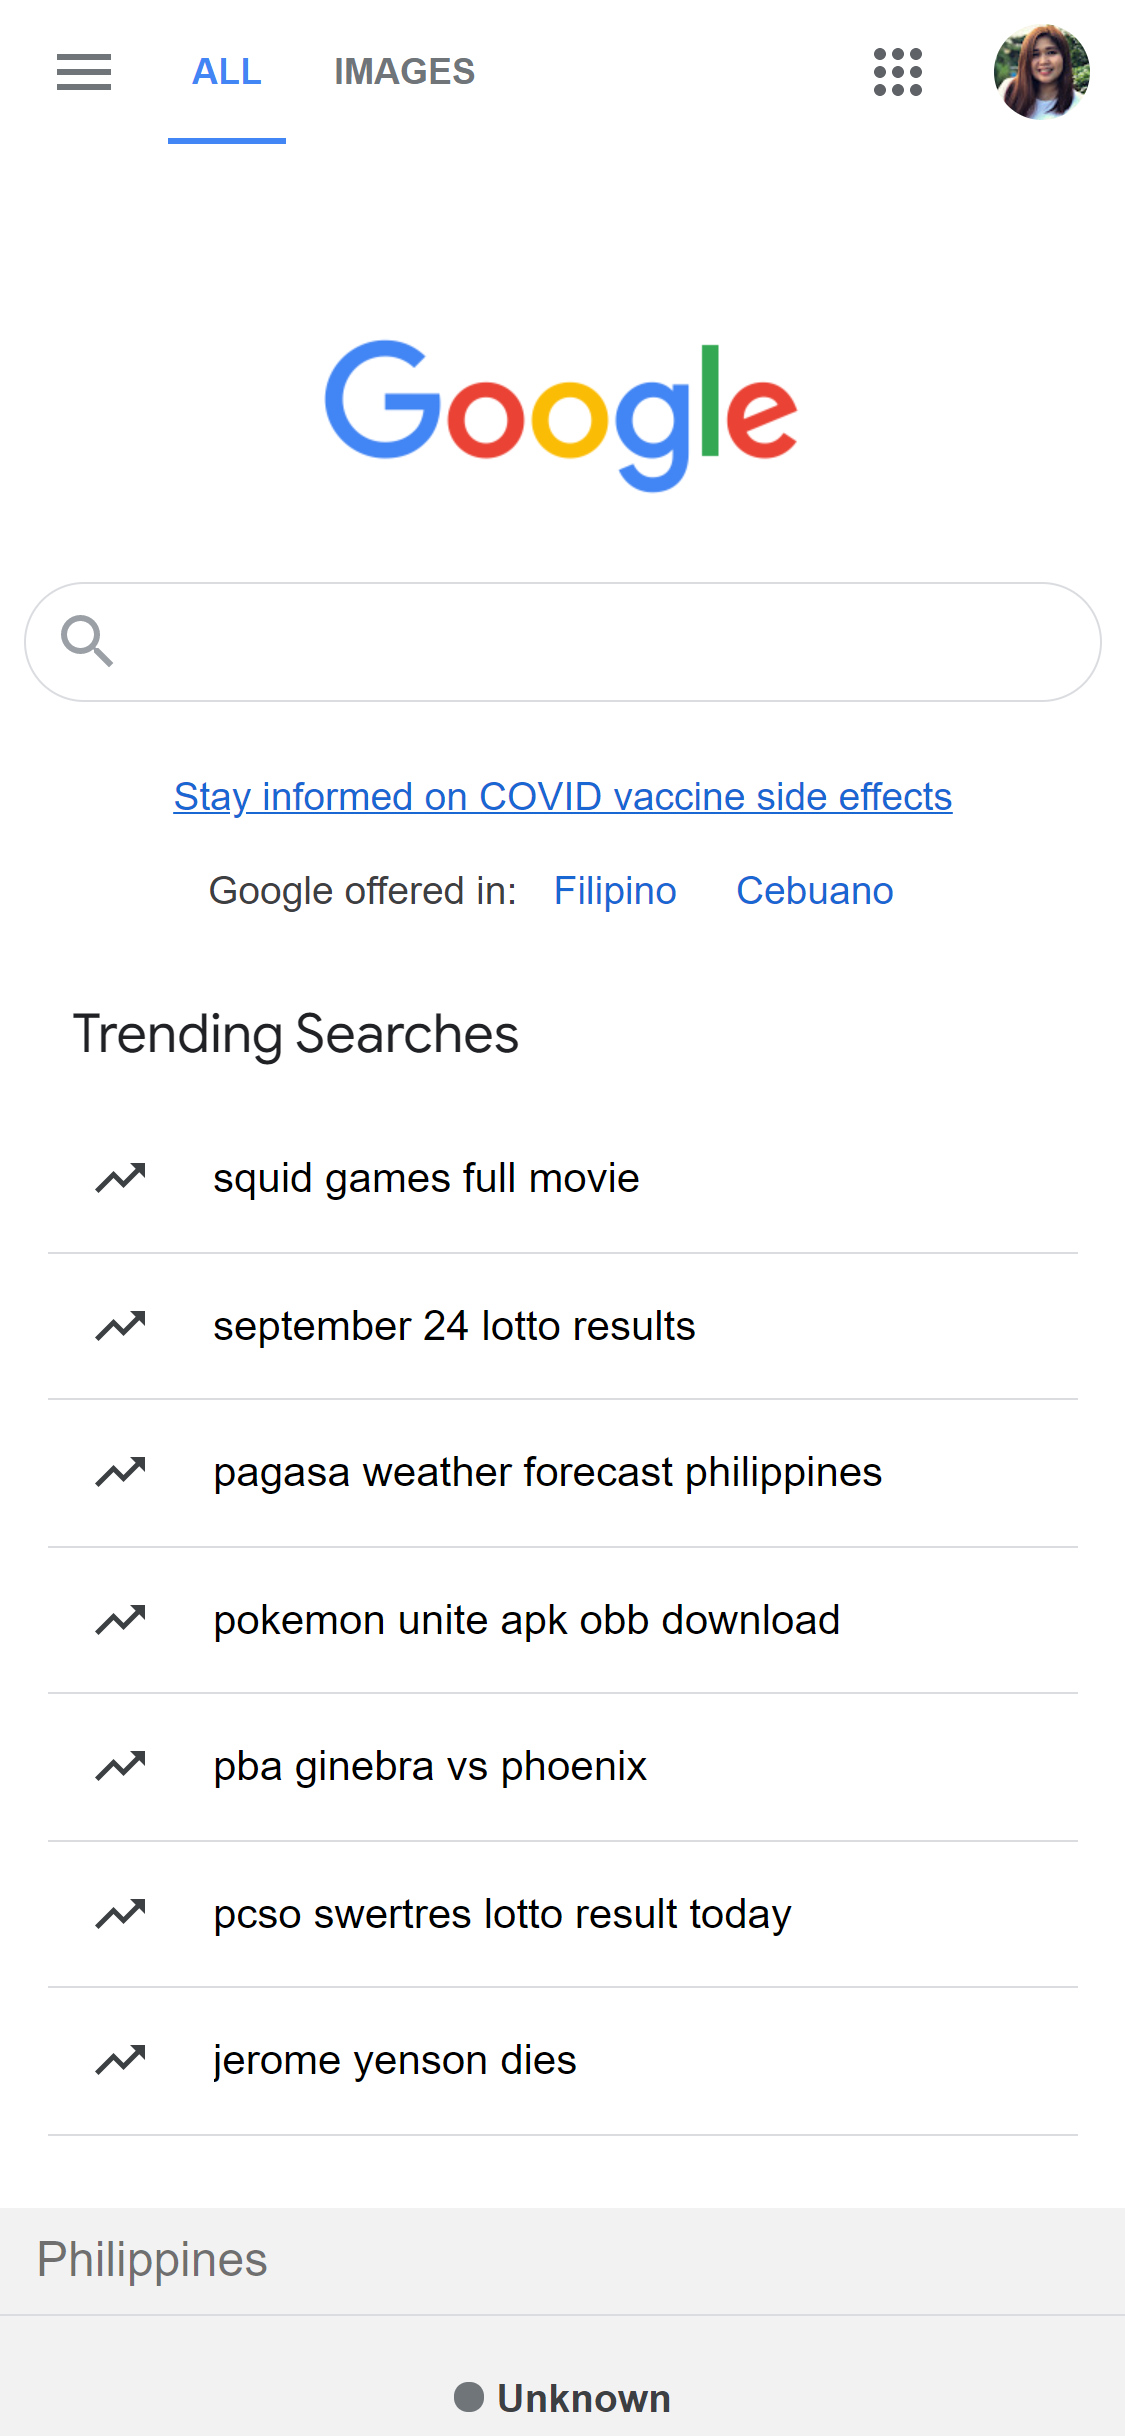 ALL IMAGES
Google
Stay informed on COVID vaccine side effects
Google offered in: Filipino Cebuano
Trending Searches
squid games full movie
september 24 lotto results
pagasa weather forecast philippines
pokemon unite apk obb download
pba ginebra vs phoenix
pcso swertres lotto result today
jerome yenson dies
Philippines
Unknown